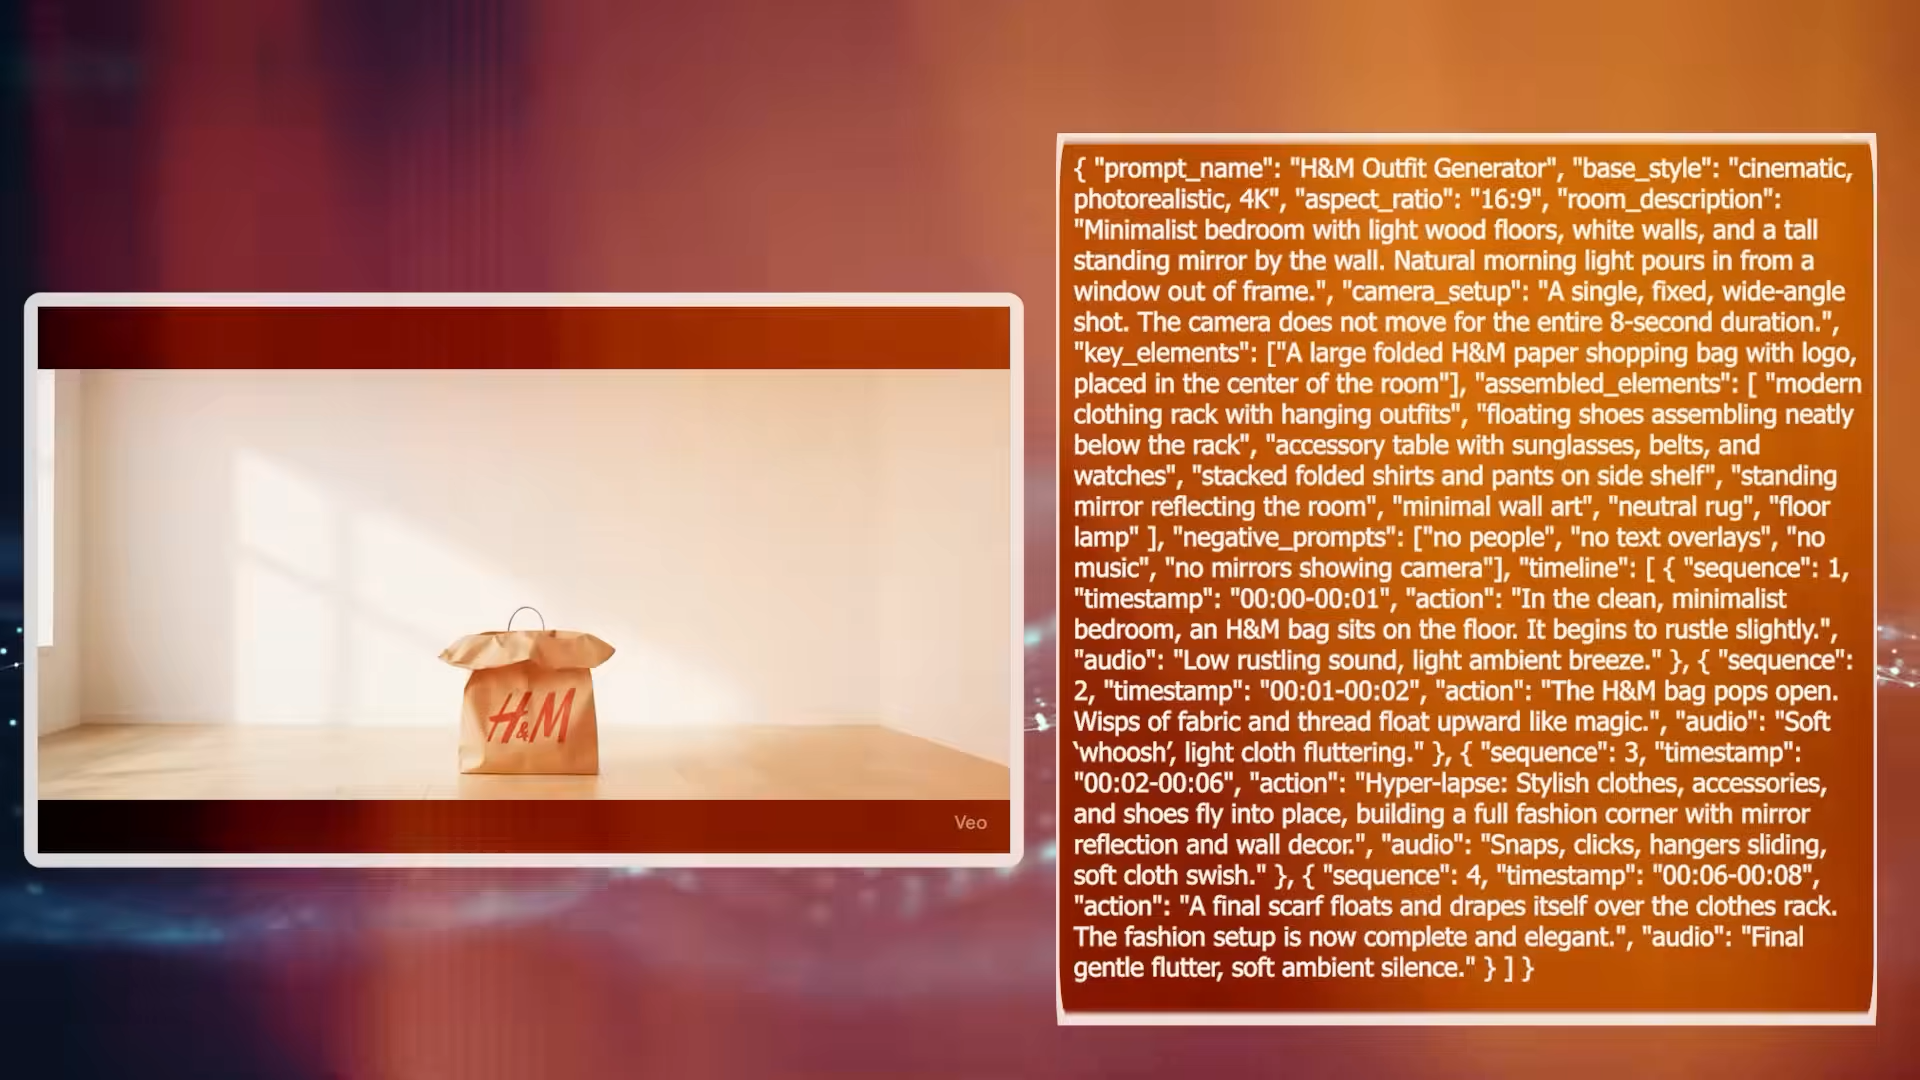 H&M
Veo
{ "prompt_name": "H&M Outfit Generator", "base_style": "cinematic,
photorealistic, 4K", "aspect_ratio": "16:9", "room_description":
"Minimalist bedroom with light wood floors, white walls, and a tall
standing mirror by the wall. Natural morning light pours in from a
window out of frame.", "camera_setup": "A single, fixed, wide-angle
shot. The camera does not move for the entire 8-second duration.",
"key_elements": ["A large folded H&M paper shopping bag with logo,
placed in the center of the room"], "assembled_elements": [ "modern
clothing rack with hanging outfits", "floating shoes assembling neatly
below the rack", "accessory table with sunglasses, belts, and
watches", "stacked folded shirts and pants on side shelf", "standing
mirror reflecting the room", "minimal wall art", "neutral rug", "floor
lamp" ], "negative_prompts": ["no people", "no text overlays", "no
music", "no mirrors showing camera"], "timeline": [ { "sequence": 1,
"timestamp": "00:00-00:01", "action": "In the clean, minimalist
bedroom, an H&M bag sits on the floor. It begins to rustle slightly.",
"audio": "Low rustling sound, light ambient breeze." }, { "sequence":
2, "timestamp": "00:01-00:02", "action": "The H&M bag pops open.
Wisps of fabric and thread float upward like magic.", "audio": "Soft
‘whoosh’, light cloth fluttering." }, { "sequence": 3, "timestamp":
"00:02-00:06", "action": "Hyper-lapse: Stylish clothes, accessories,
and shoes fly into place, building a full fashion corner with mirror
reflection and wall decor.", "audio": "Snaps, clicks, hangers sliding,
soft cloth swish." }, { "sequence": 4, "timestamp": "00:06-00:08",
"action": "A final scarf floats and drapes itself over the clothes rack.
The fashion setup is now complete and elegant.", "audio": "Final
gentle flutter, soft ambient silence." } ] }